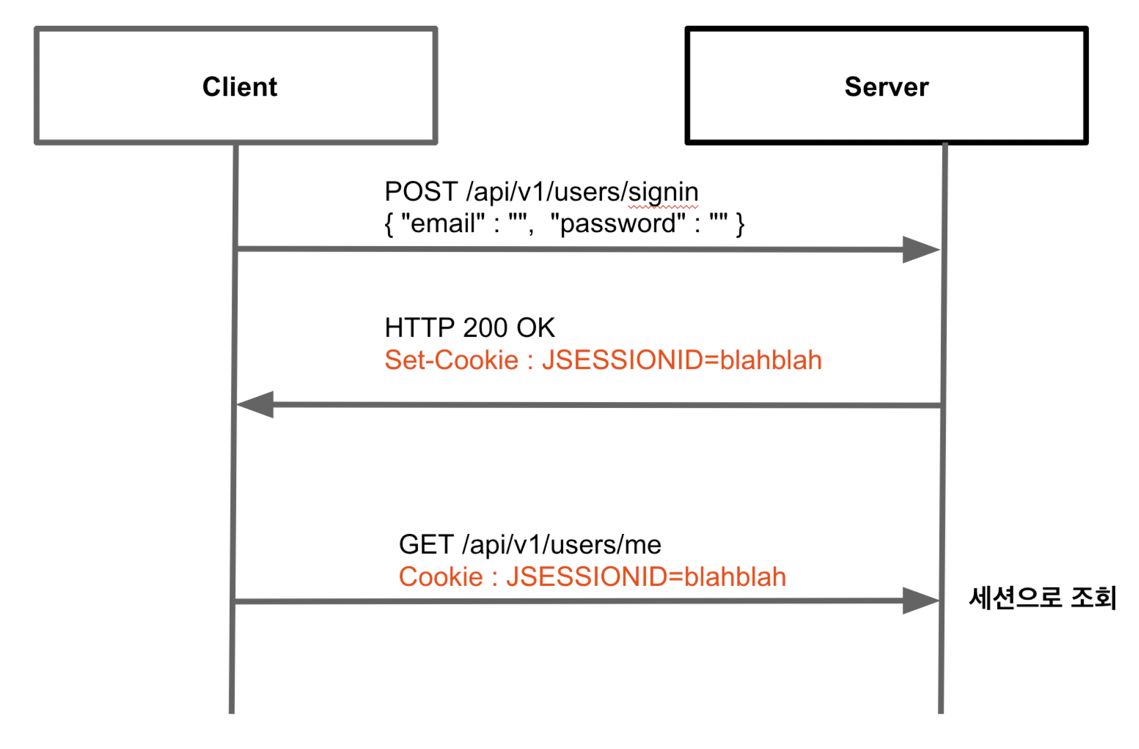 Client
Server
POST /api/v1/users/signin
{ "email" : "", "password" : "" }
HTTP 200 OK
Set-Cookie : JSESSIONID=blahblah
GET /api/v1/users/me
Cookie : JSESSIONID=blahblah
세션으로 조회